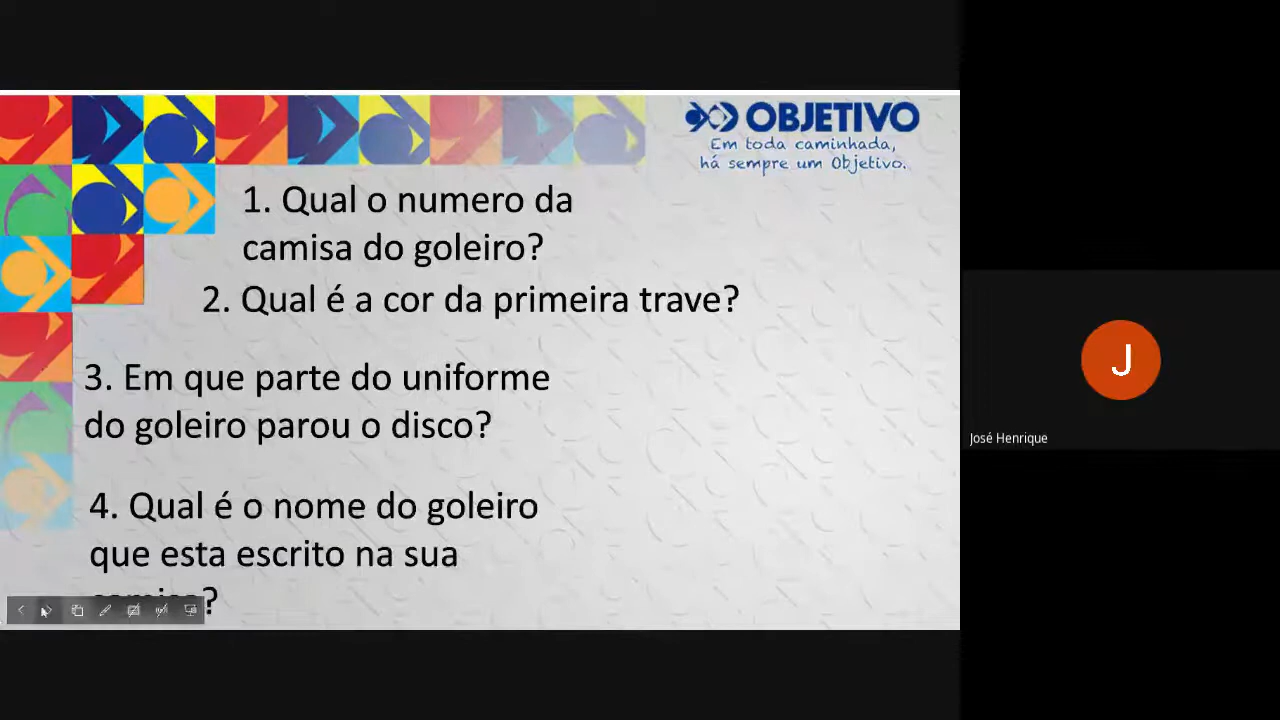 OBJETIVO
Em toda caminhada,
há sempre um Objetivo.
1. Qual o numero da
camisa do goleiro?
2. Qual é a cor da primeira trave?
3. Em que parte do uniforme
do goleiro parou o disco?
4. Qual é o nome do goleiro
que esta escrito na sua
camisa?
J
José Henrique